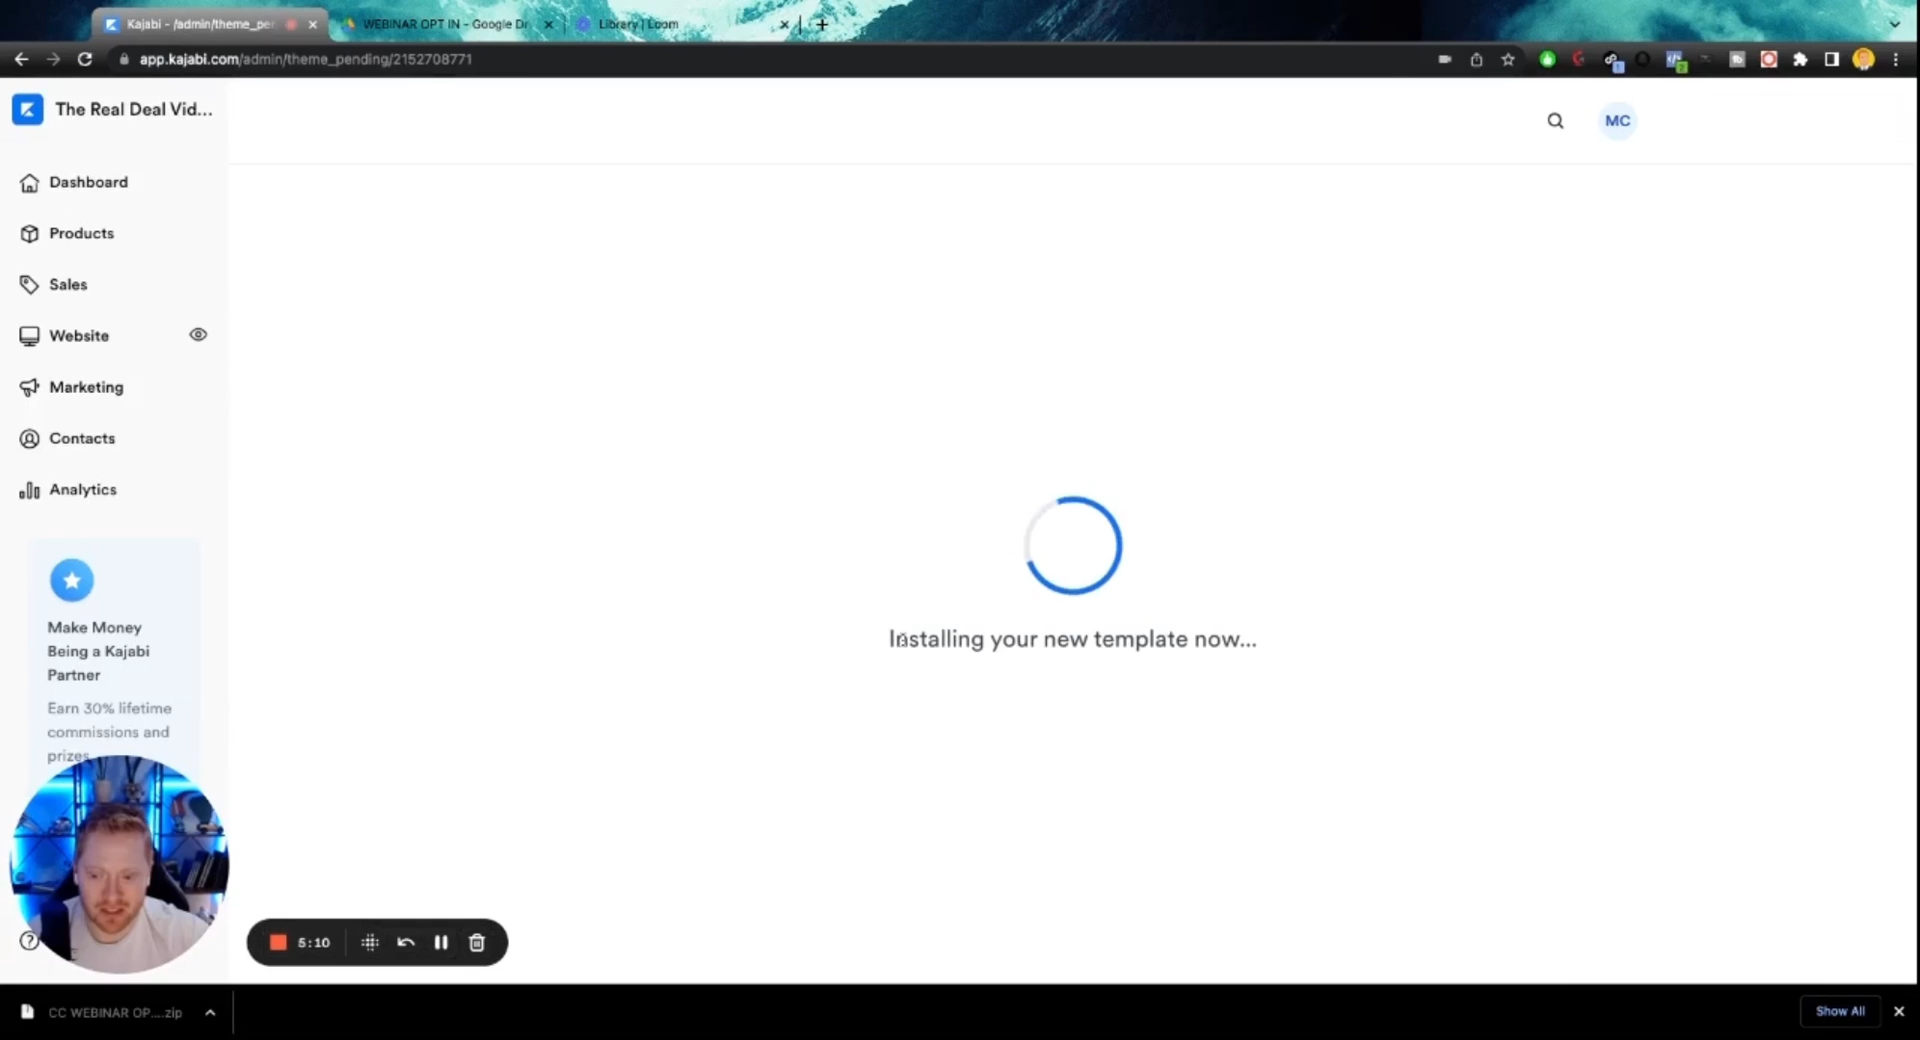 Kajabi - /admin/theme_per
WEBINAR OPT IN - Google Dr
Library | Loom
app.kajabi.com/admin/theme_pending/2152708771
The Real Deal Vid...
MC
Dashboard
Products
Sales
Website
Marketing
Contacts
Analytics
Make Money
Being a Kajabi
Partner
Earn 30% lifetime
commissions and
prizes
Installing your new template now...
5:10
CC WEBINAR OP....zip
Show All